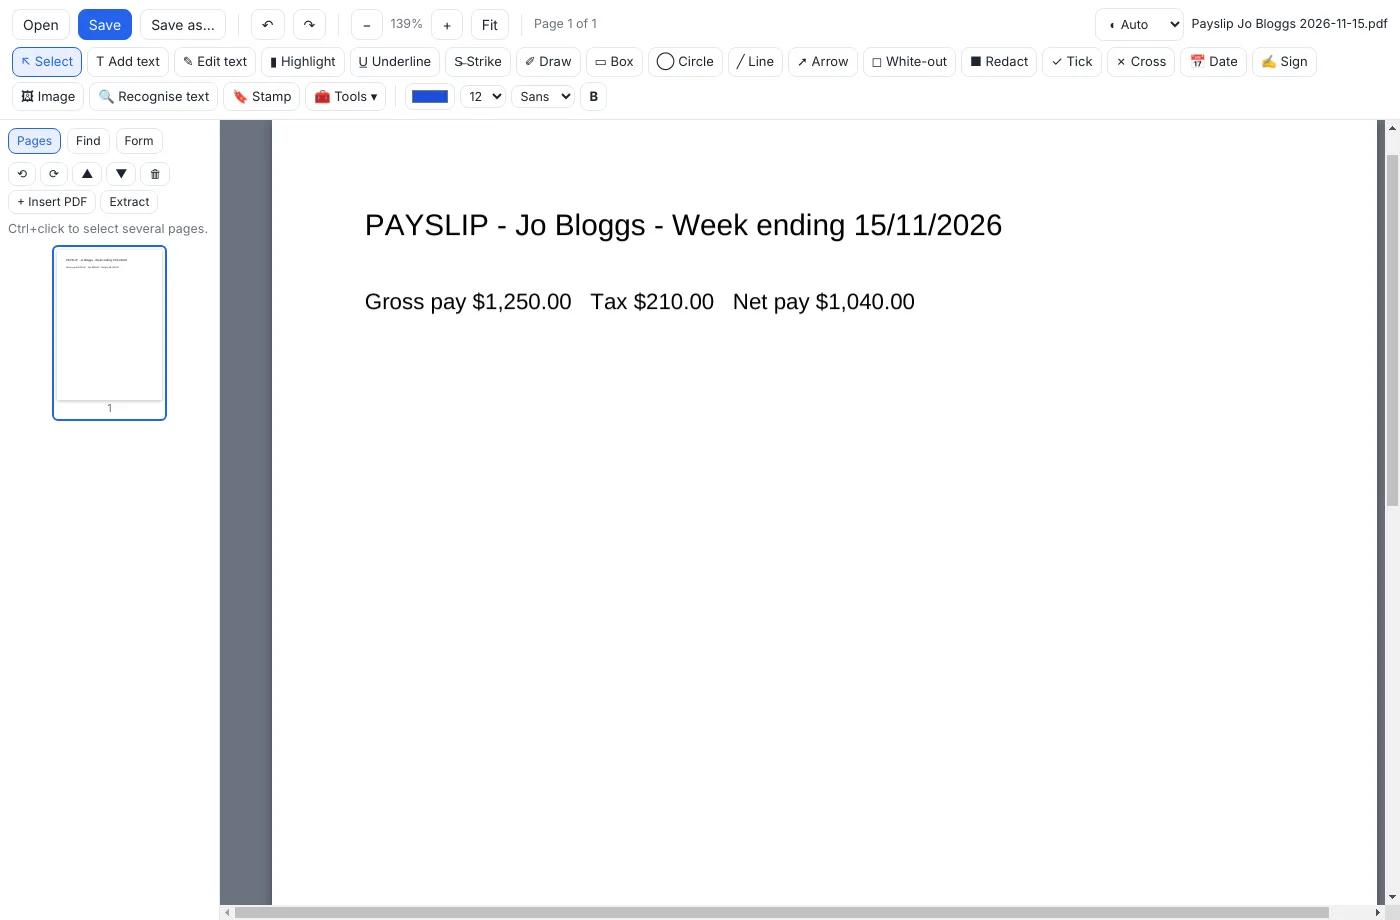 Open Save Save as... ↶ ↷ − 139% + Fit Page 1 of 1 Auto Payslip Jo Bloggs 2026-11-15.pdf
Select T Add text Edit text Highlight U Underline S Strike Draw Box Circle Line Arrow White-out Redact Tick Cross Date Sign
Image Recognise text Stamp Tools ▾ 12 Sans B
Pages Find Form
⟲ ⟳ ▲ ▼
+ Insert PDF Extract
Ctrl+click to select several pages.
1
PAYSLIP - Jo Bloggs - Week ending 15/11/2026
Gross pay $1,250.00 Tax $210.00 Net pay $1,040.00